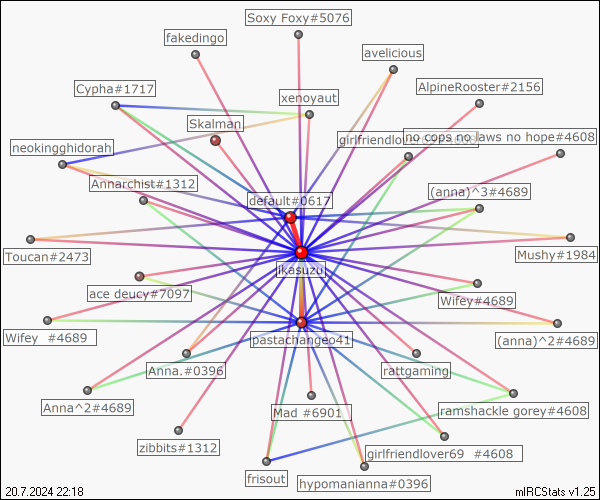 Soxy Foxy#5076
fakedingo
avelicious
Cypha#1717
AlpineRooster#2156
xenoyaut
Skalman
no cops no laws no hope#4608
girlfriendlover
neokingghidorah
Annarchist#1312
(anna)^3#4689
default#0617
Toucan#2473
Mushy#1984
ikasuzu
ace deucy#7097
Wifey#4689
Wifey #4689
pastachangeo41
(anna)^2#4689
Anna.#0396
rattgaming
Anna^2#4689
Mad #6901
ramshackle gorey#4608
zibbits#1312
girlfriendlover69 #4608
frisout
hypomanianna#0396
20.7.2024 22:18
mIRCStats v1.25